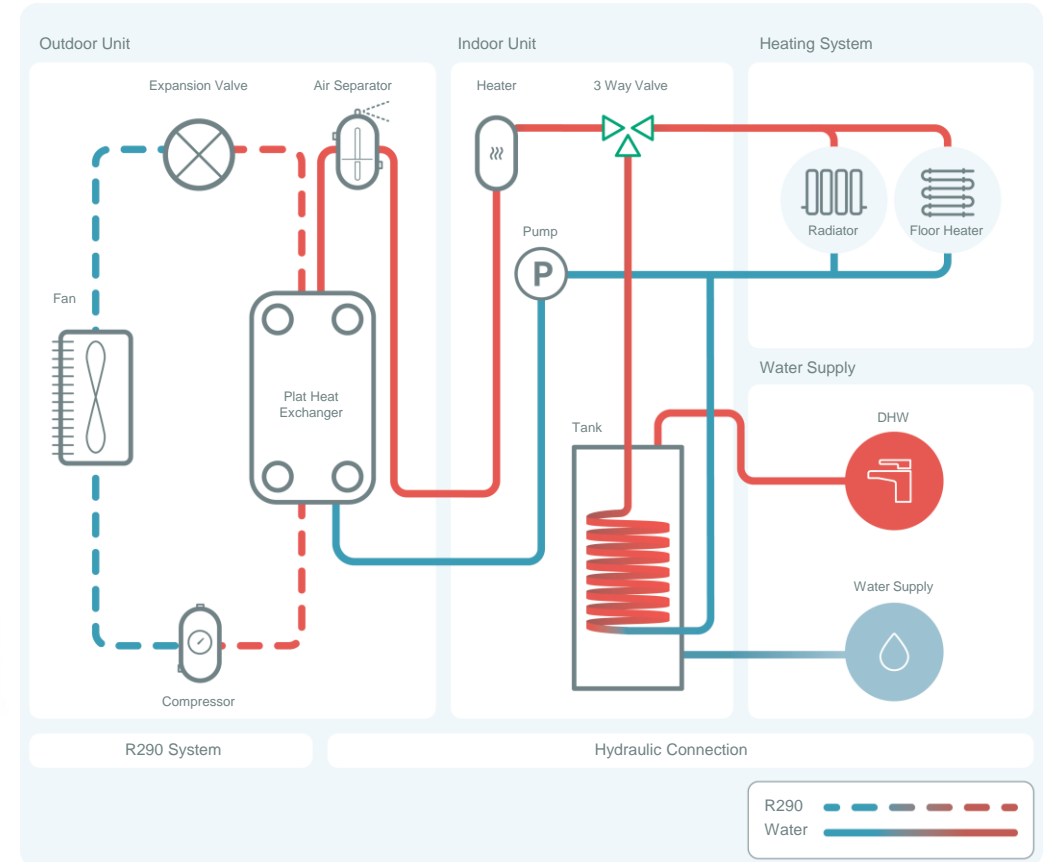 Outdoor Unit
Indoor Unit
Heating System
Expansion Valve
Air Separator
Heater
3 Way Valve
Radiator
Floor Heater
Pump
P
Fan
Plat Heat
Exchanger
Water Supply
Tank
DHW
Water Supply
Compressor
R290 System
Hydraulic Connection
R290
Water